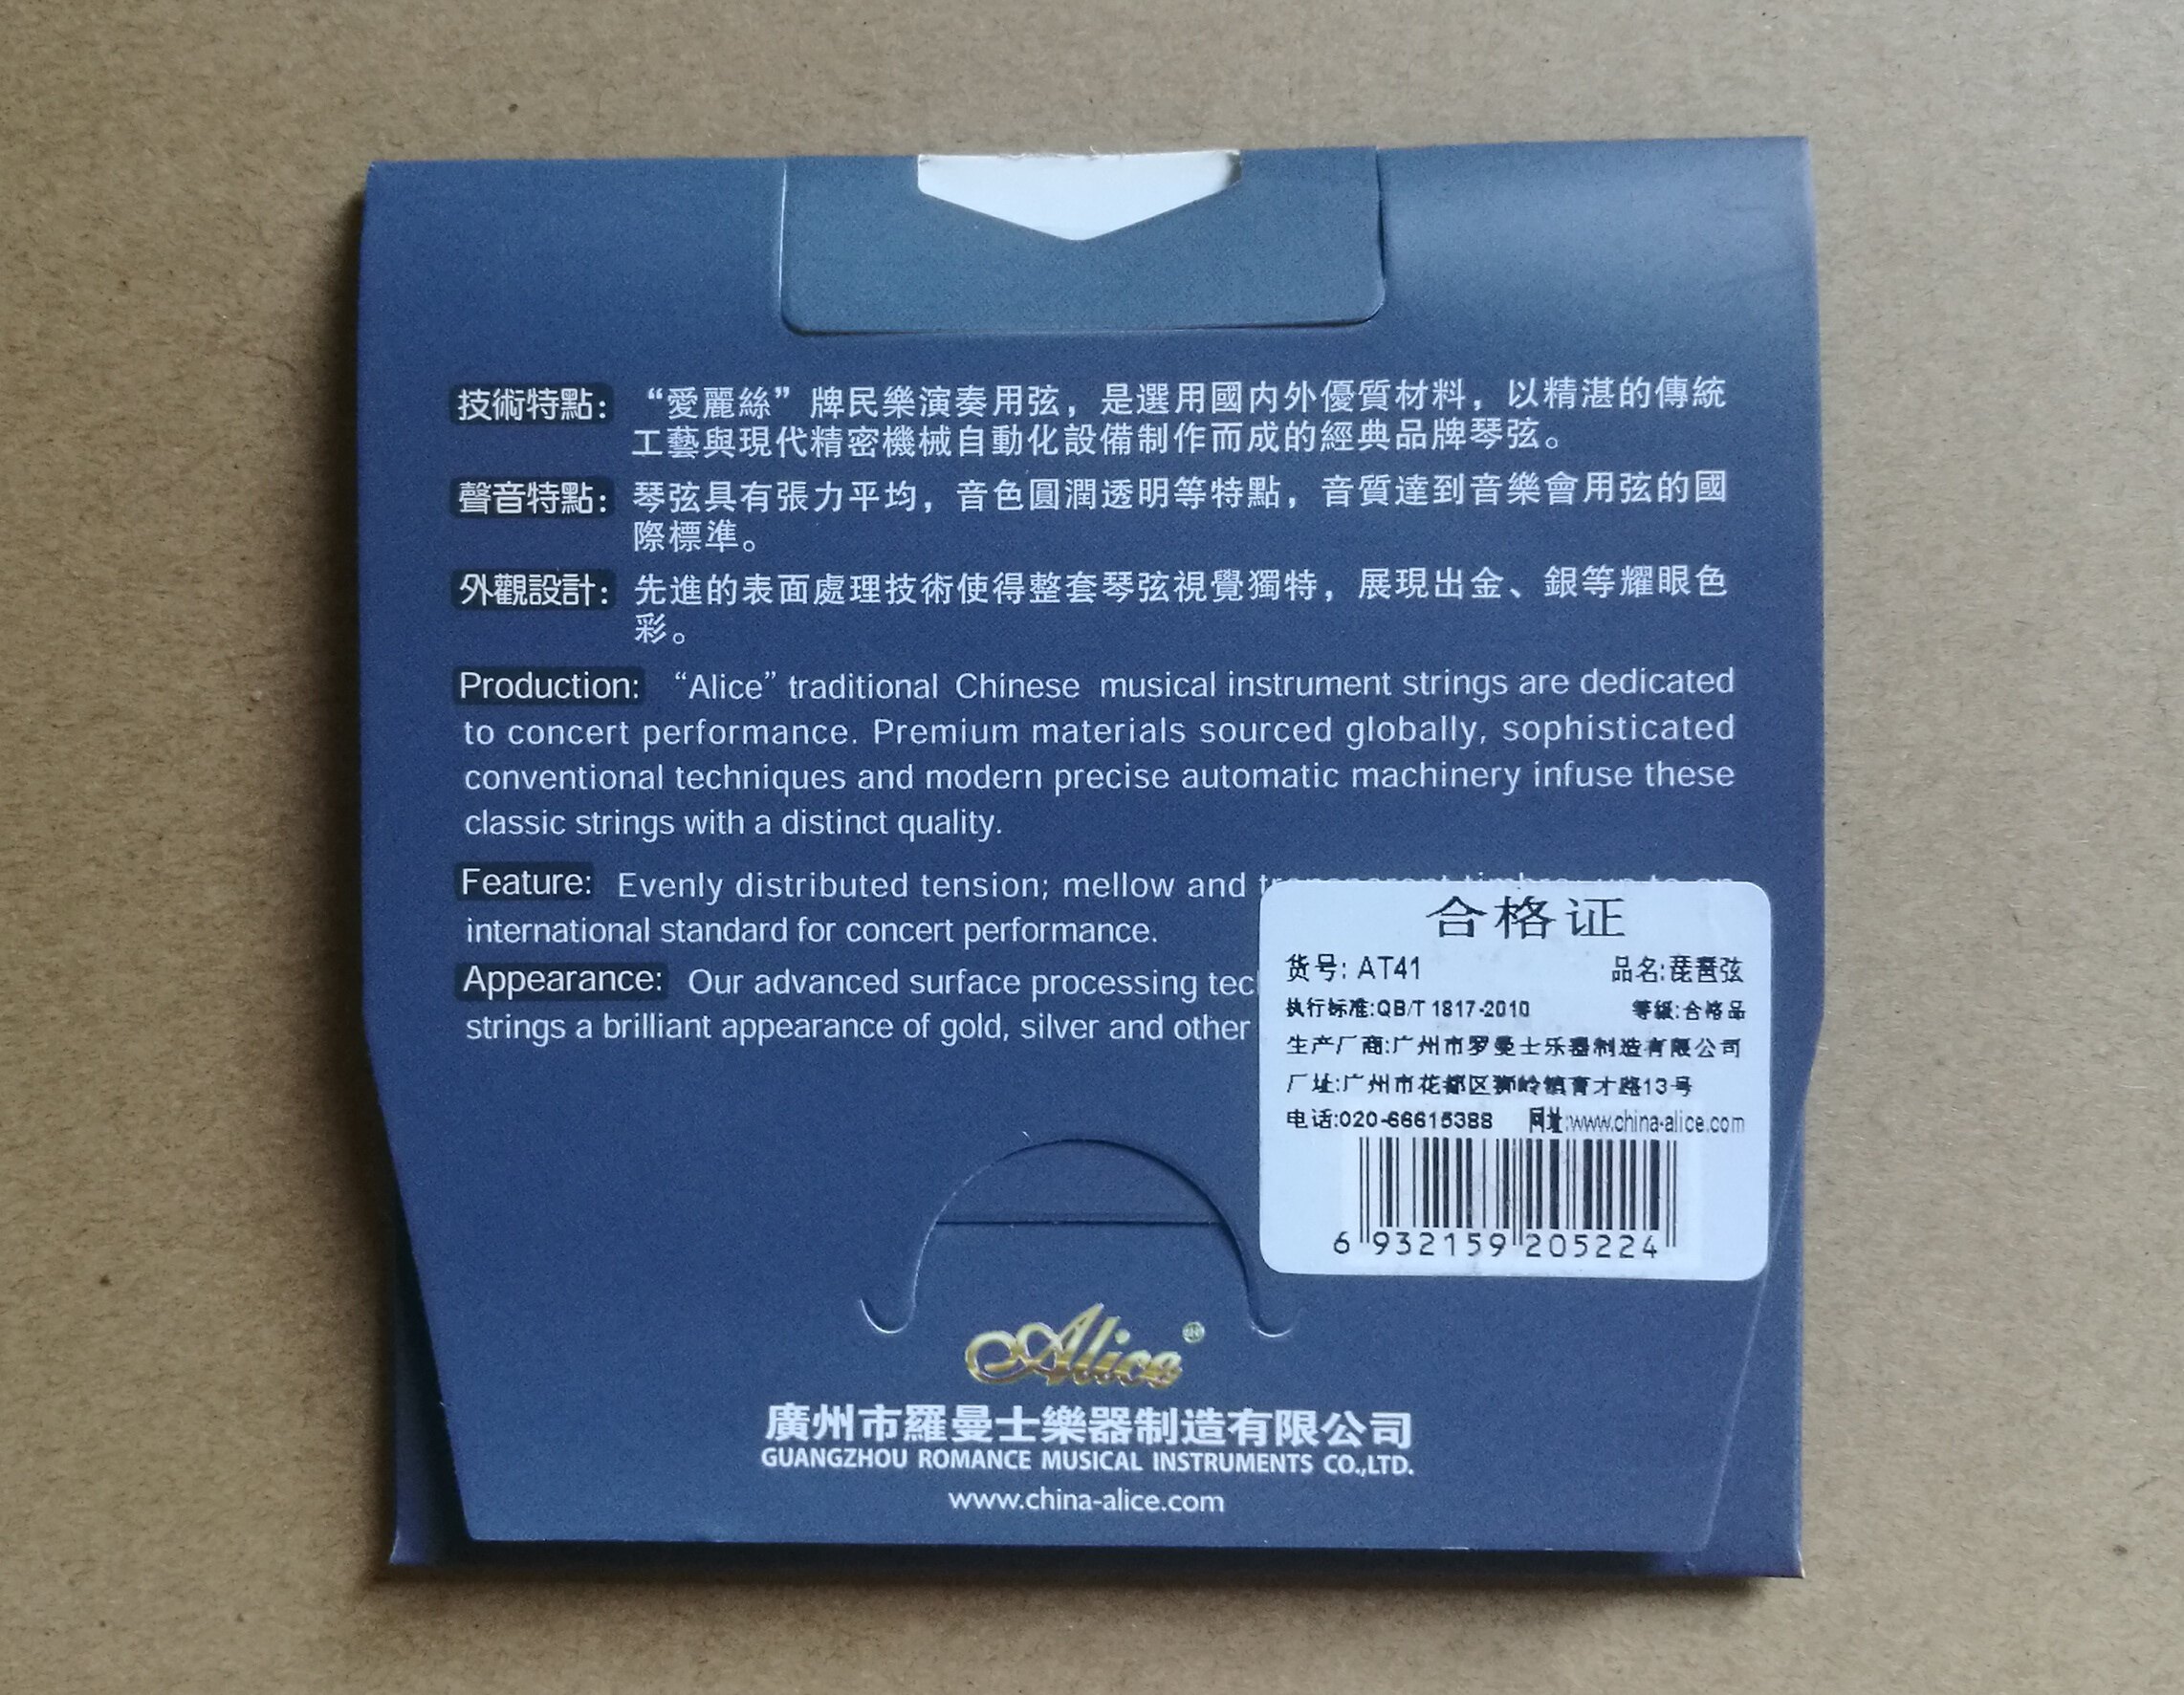 技術特點： “愛麗絲”牌民樂演奏用弦，是選用國内外優質材料，以精湛的傳統
工藝與現代精密機械自動化設備制作而成的經典品牌琴弦。
聲音特點： 琴弦具有張力平均，音色圓潤透明等特點，音質達到音樂會用弦的國
際標準。
外觀設計： 先進的表面處理技術使得整套琴弦視覺獨特，展現出金、銀等耀眼色
彩。
Production: “Alice” traditional Chinese musical instrument strings are dedicated
to concert performance. Premium materials sourced globally, sophisticated
conventional techniques and modern precise automatic machinery infuse these
classic strings with a distinct quality.
Feature: Evenly distributed tension; mellow and transparent timbre; up to an
international standard for concert performance.
Appearance: Our advanced surface processing
strings a brilliant appearance of gold, silver and other
合格证
货号: AT41 品名:琵琶弦
执行标准:QB/T 1817-2010 等级:合格品
生产厂商:广州市罗曼士乐器制造有限公司
厂址:广州市花都区狮岭镇育才路13号
电话:020-66615388 网址:www.china-alice.com
6 932159 205224
Alice®
廣州市羅曼士樂器制造有限公司
GUANGZHOU ROMANCE MUSICAL INSTRUMENTS CO.,LTD.
www.china-alice.com